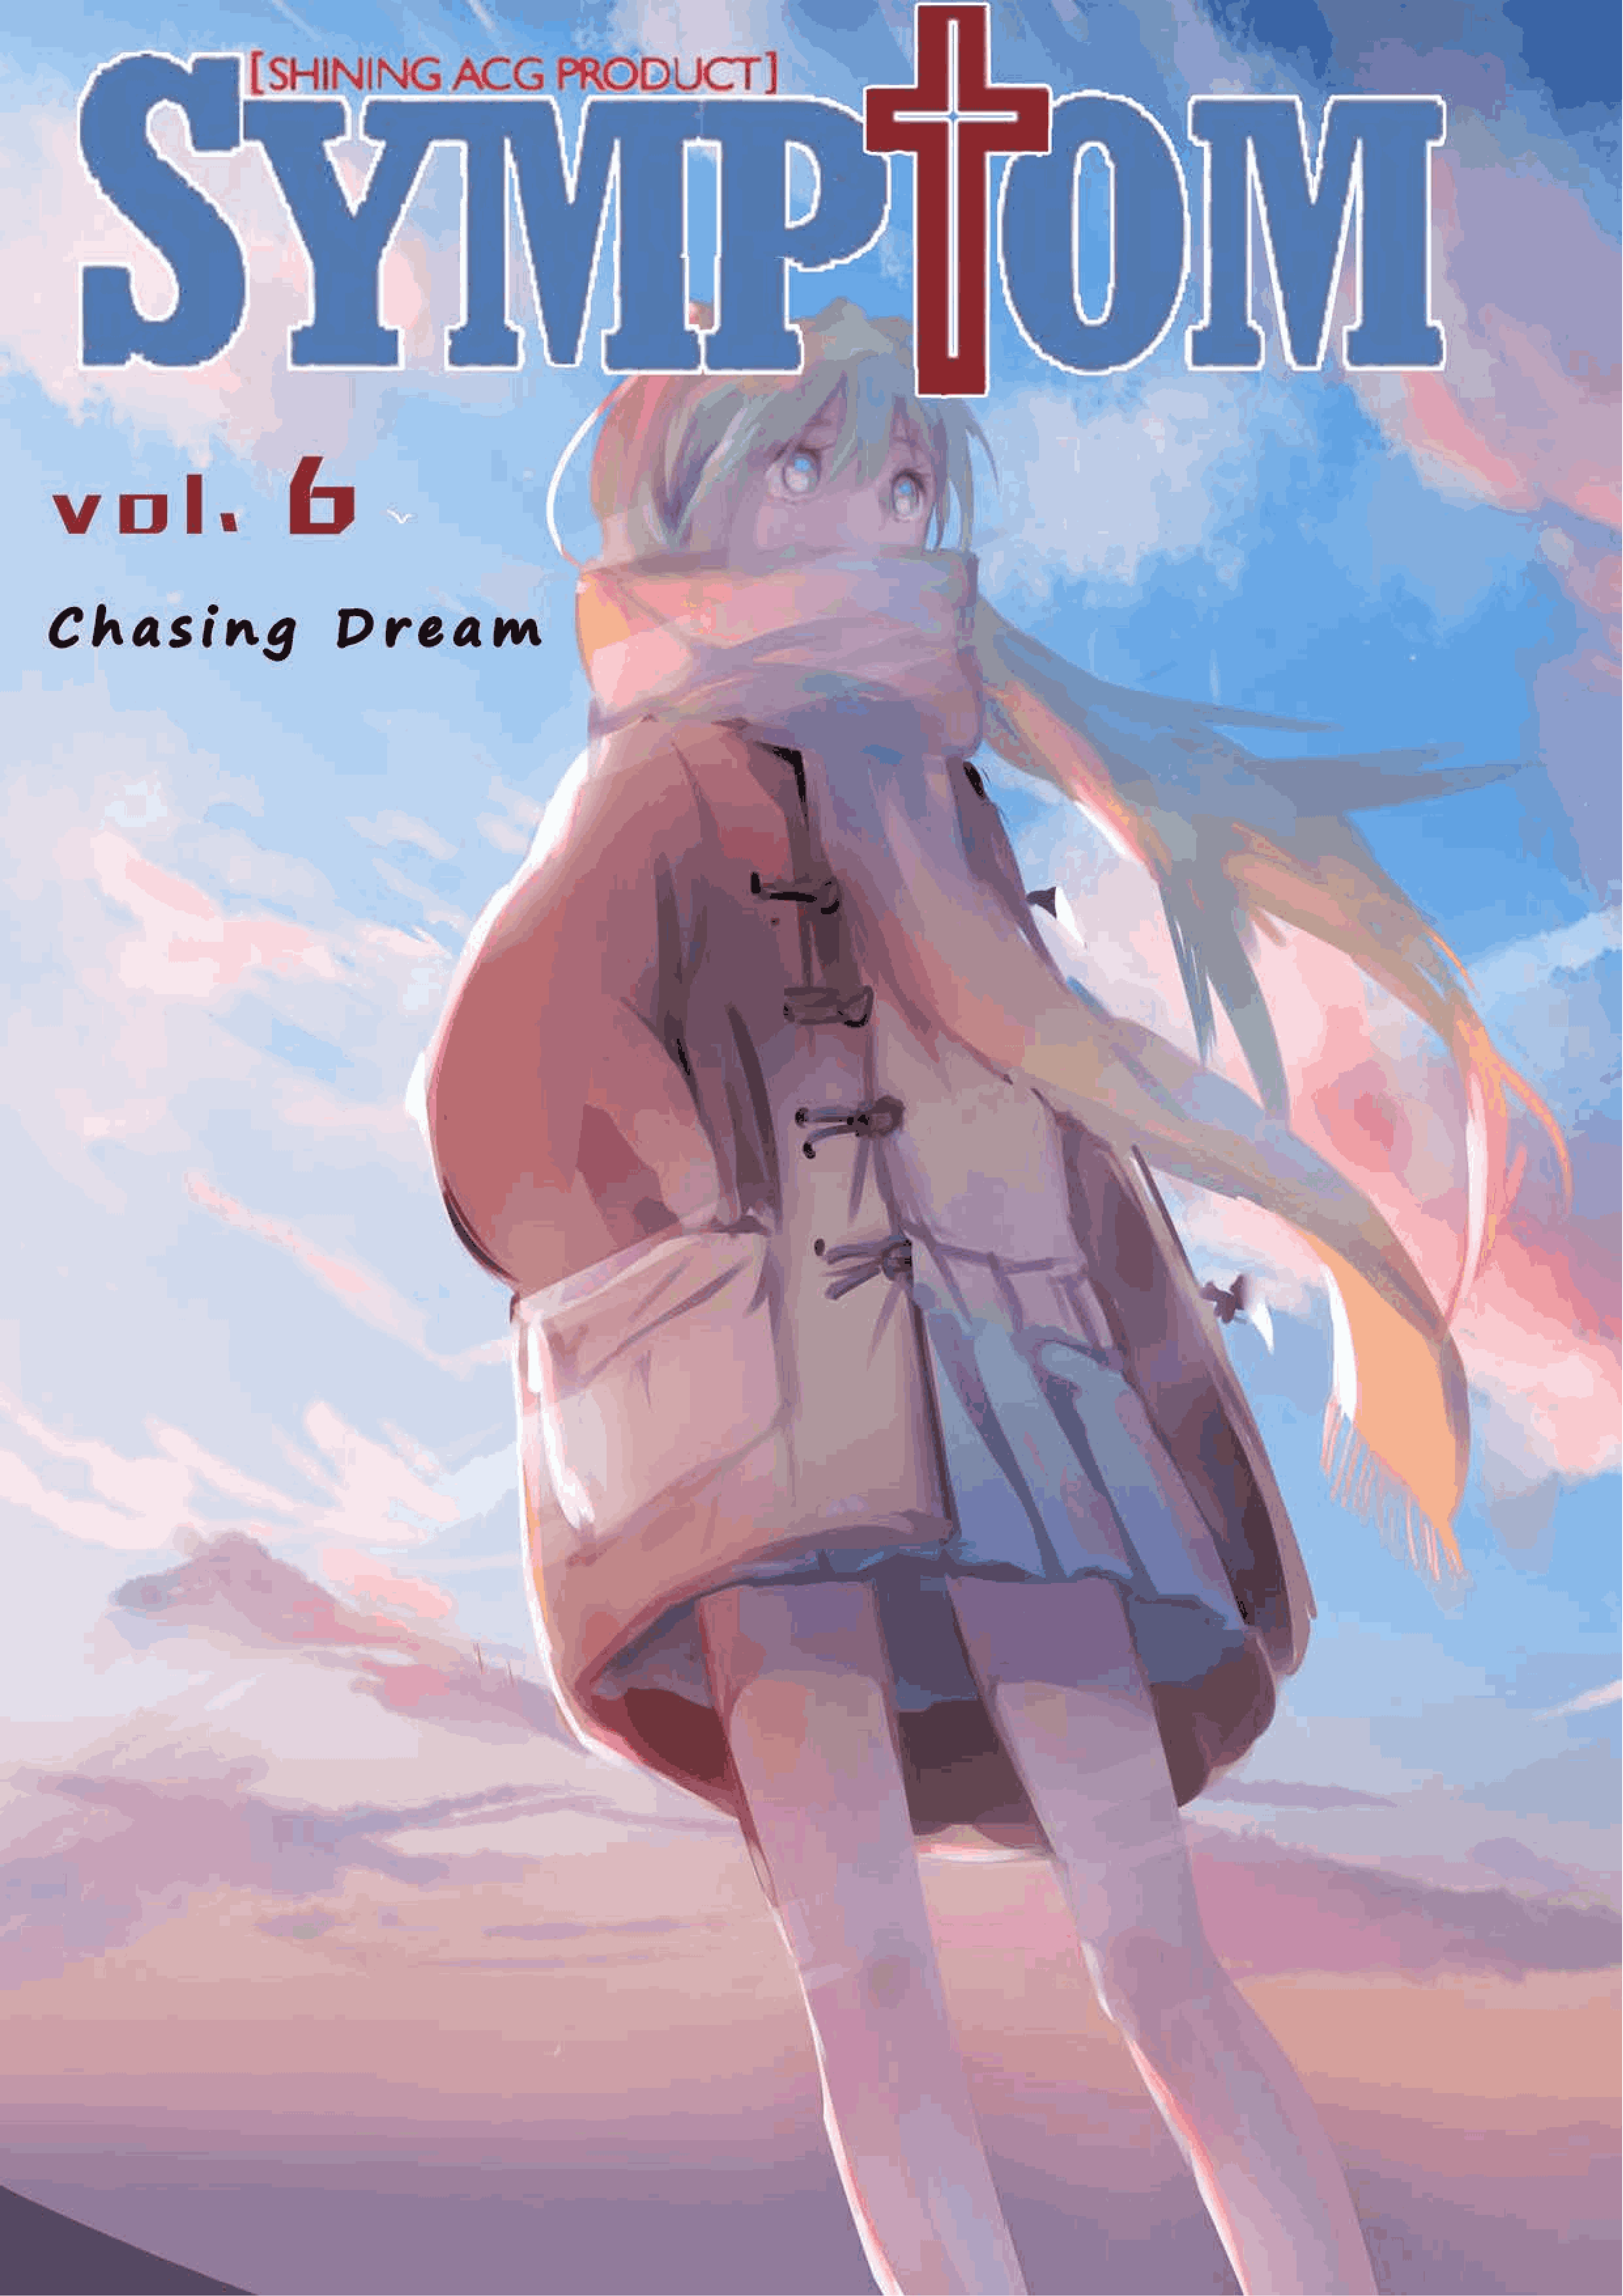 [SHINING ACG PRODUCT]
SYMPTOM
vol. 6
Chasing Dream